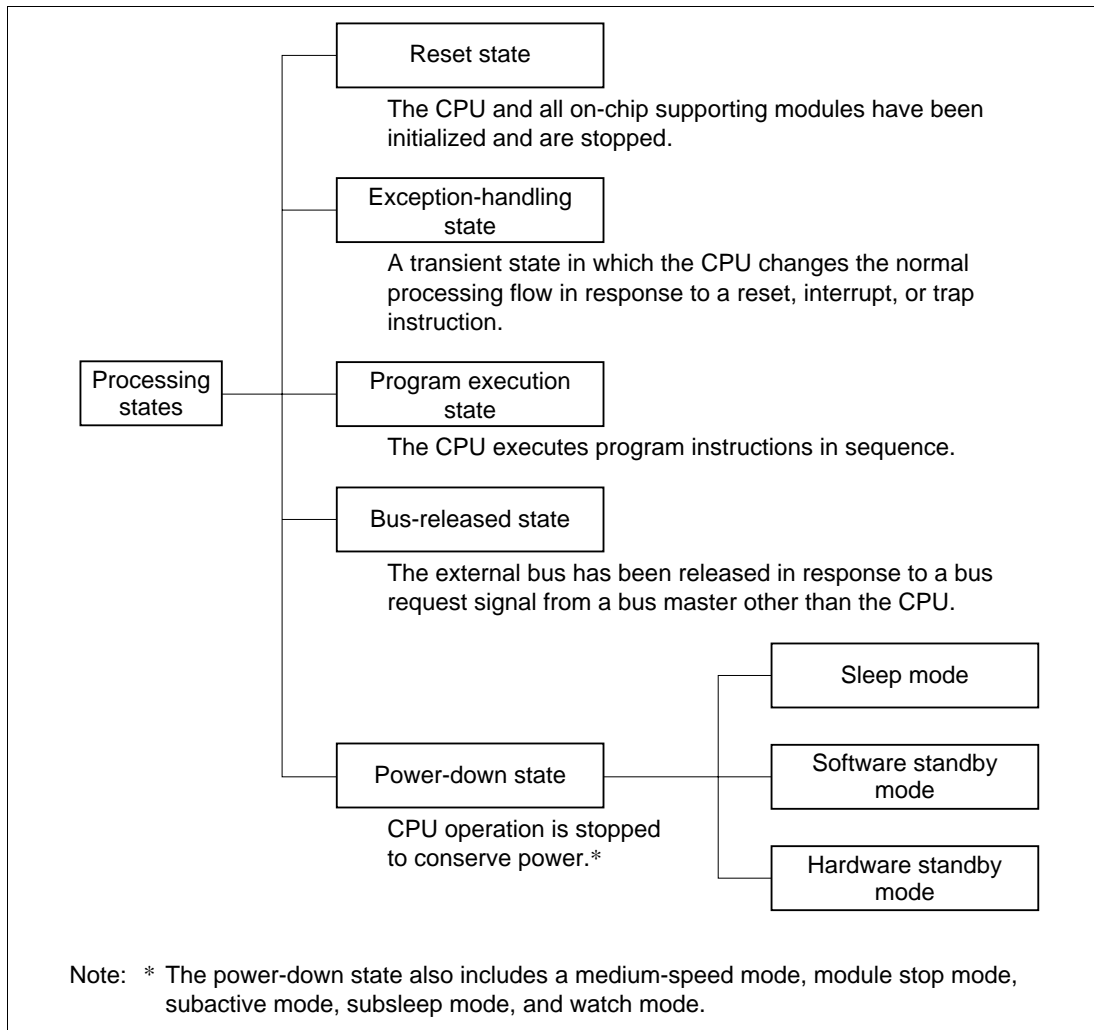 Reset state
The CPU and all on-chip supporting modules have been
initialized and are stopped.
Exception-handling
state
A transient state in which the CPU changes the normal
processing flow in response to a reset, interrupt, or trap
instruction.
Processing
states
Program execution
state
The CPU executes program instructions in sequence.
Bus-released state
The external bus has been released in response to a bus
request signal from a bus master other than the CPU.
Sleep mode
Power-down state
Software standby
mode
CPU operation is stopped
to conserve power.*
Hardware standby
mode
Note: * The power-down state also includes a medium-speed mode, module stop mode,
subactive mode, subsleep mode, and watch mode.